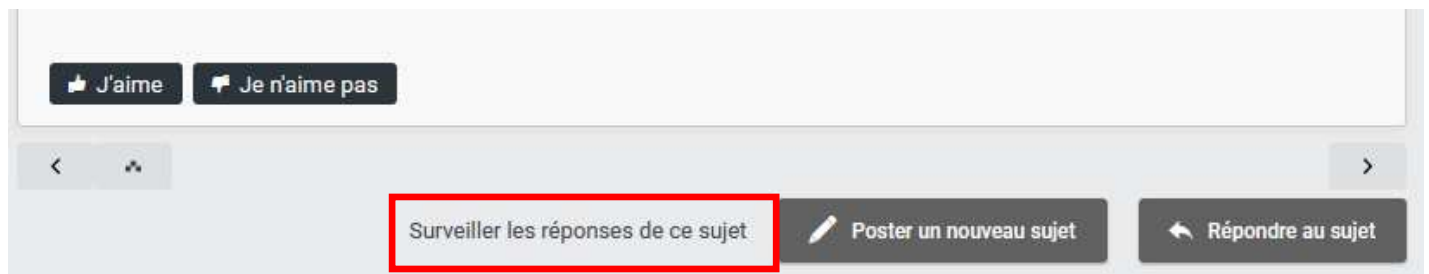 J'aime Je n'aime pas
Surveiller les réponses de ce sujet Poster un nouveau sujet Répondre au sujet